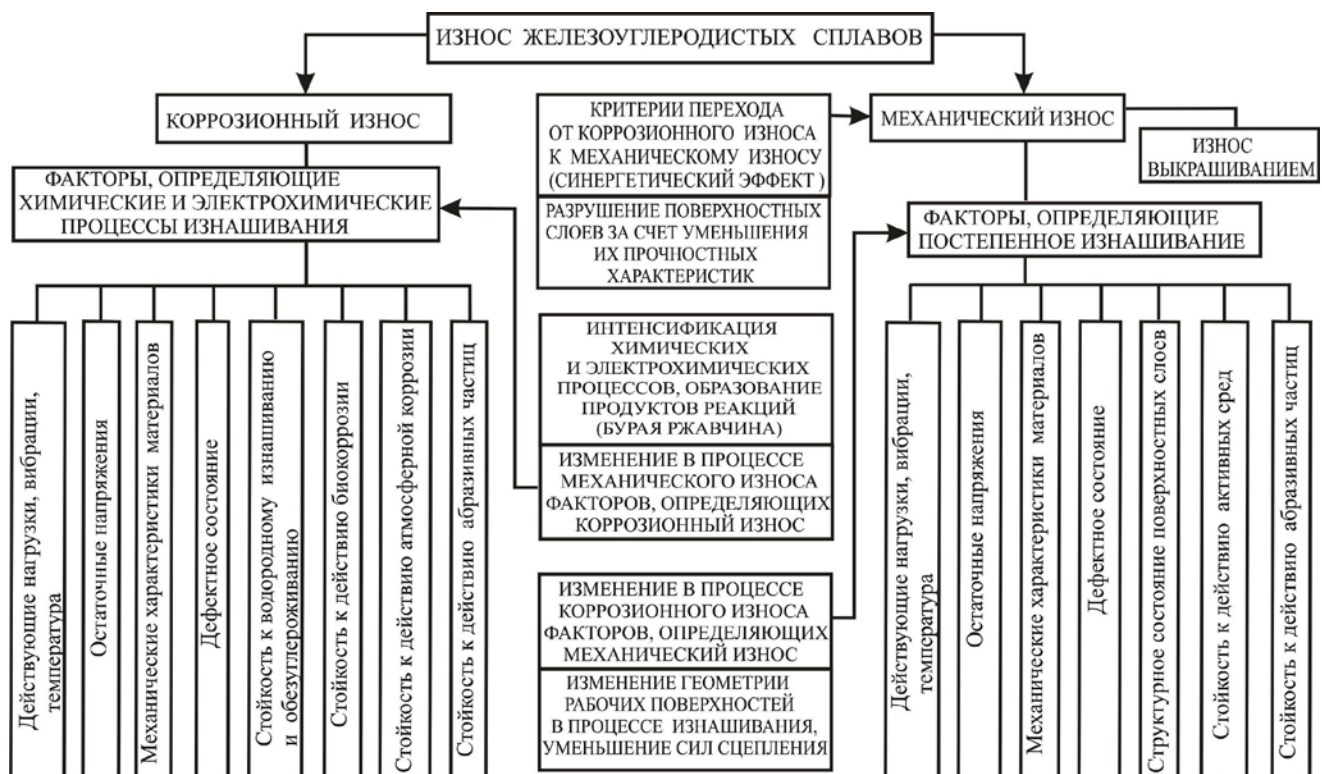 ИЗНОС ЖЕЛЕЗОУГЛЕРОДИСТЫХ СПЛАВОВ
КОРРОЗИОННЫЙ ИЗНОС
ФАКТОРЫ, ОПРЕДЕЛЯЮЩИЕ
ХИМИЧЕСКИЕ И ЭЛЕКТРОХИМИЧЕСКИЕ
ПРОЦЕССЫ ИЗНАШИВАНИЯ
Действующие нагрузки, вибрации,
температура
Остаточные напряжения
Механические характеристики материалов
Дефектное состояние
Стойкость к водородному изнашиванию
и обезуглероживанию
Стойкость к действию биокоррозии
Стойкость к действию атмосферной коррозии
Стойкость к действию абразивных частиц
КРИТЕРИИ ПЕРЕХОДА
ОТ КОРРОЗИОННОГО ИЗНОСА
К МЕХАНИЧЕСКОМУ ИЗНОСУ
(СИНЕРГЕТИЧЕСКИЙ ЭФФЕКТ )
РАЗРУШЕНИЕ ПОВЕРХНОСТНЫХ
СЛОЕВ ЗА СЧЕТ УМЕНЬШЕНИЯ
ИХ ПРОЧНОСТНЫХ
ХАРАКТЕРИСТИК
ИНТЕНСИФИКАЦИЯ
ХИМИЧЕСКИХ
И ЭЛЕКТРОХИМИЧЕСКИХ
ПРОЦЕССОВ, ОБРАЗОВАНИЕ
ПРОДУКТОВ РЕАКЦИЙ
(БУРАЯ РЖАВЧИНА)
ИЗМЕНЕНИЕ В ПРОЦЕССЕ
МЕХАНИЧЕСКОГО ИЗНОСА
ФАКТОРОВ, ОПРЕДЕЛЯЮЩИХ
КОРРОЗИОННЫЙ ИЗНОС
ИЗМЕНЕНИЕ В ПРОЦЕССЕ
КОРРОЗИОННОГО ИЗНОСА
ФАКТОРОВ, ОПРЕДЕЛЯЮЩИХ
МЕХАНИЧЕСКИЙ ИЗНОС
ИЗМЕНЕНИЕ ГЕОМЕТРИИ
РАБОЧИХ ПОВЕРХНОСТЕЙ
В ПРОЦЕССЕ ИЗНАШИВАНИЯ,
УМЕНЬШЕНИЕ СИЛ СЦЕПЛЕНИЯ
МЕХАНИЧЕСКИЙ ИЗНОС
ИЗНОС
ВЫКРАШИВАНИЕМ
ФАКТОРЫ, ОПРЕДЕЛЯЮЩИЕ
ПОСТЕПЕННОЕ ИЗНАШИВАНИЕ
Действующие нагрузки, вибрации,
температура
Остаточные напряжения
Механические характеристики материалов
Дефектное состояние
Структурное состояние поверхностных слоев
Стойкость к действию активных сред
Стойкость к действию абразивных частиц